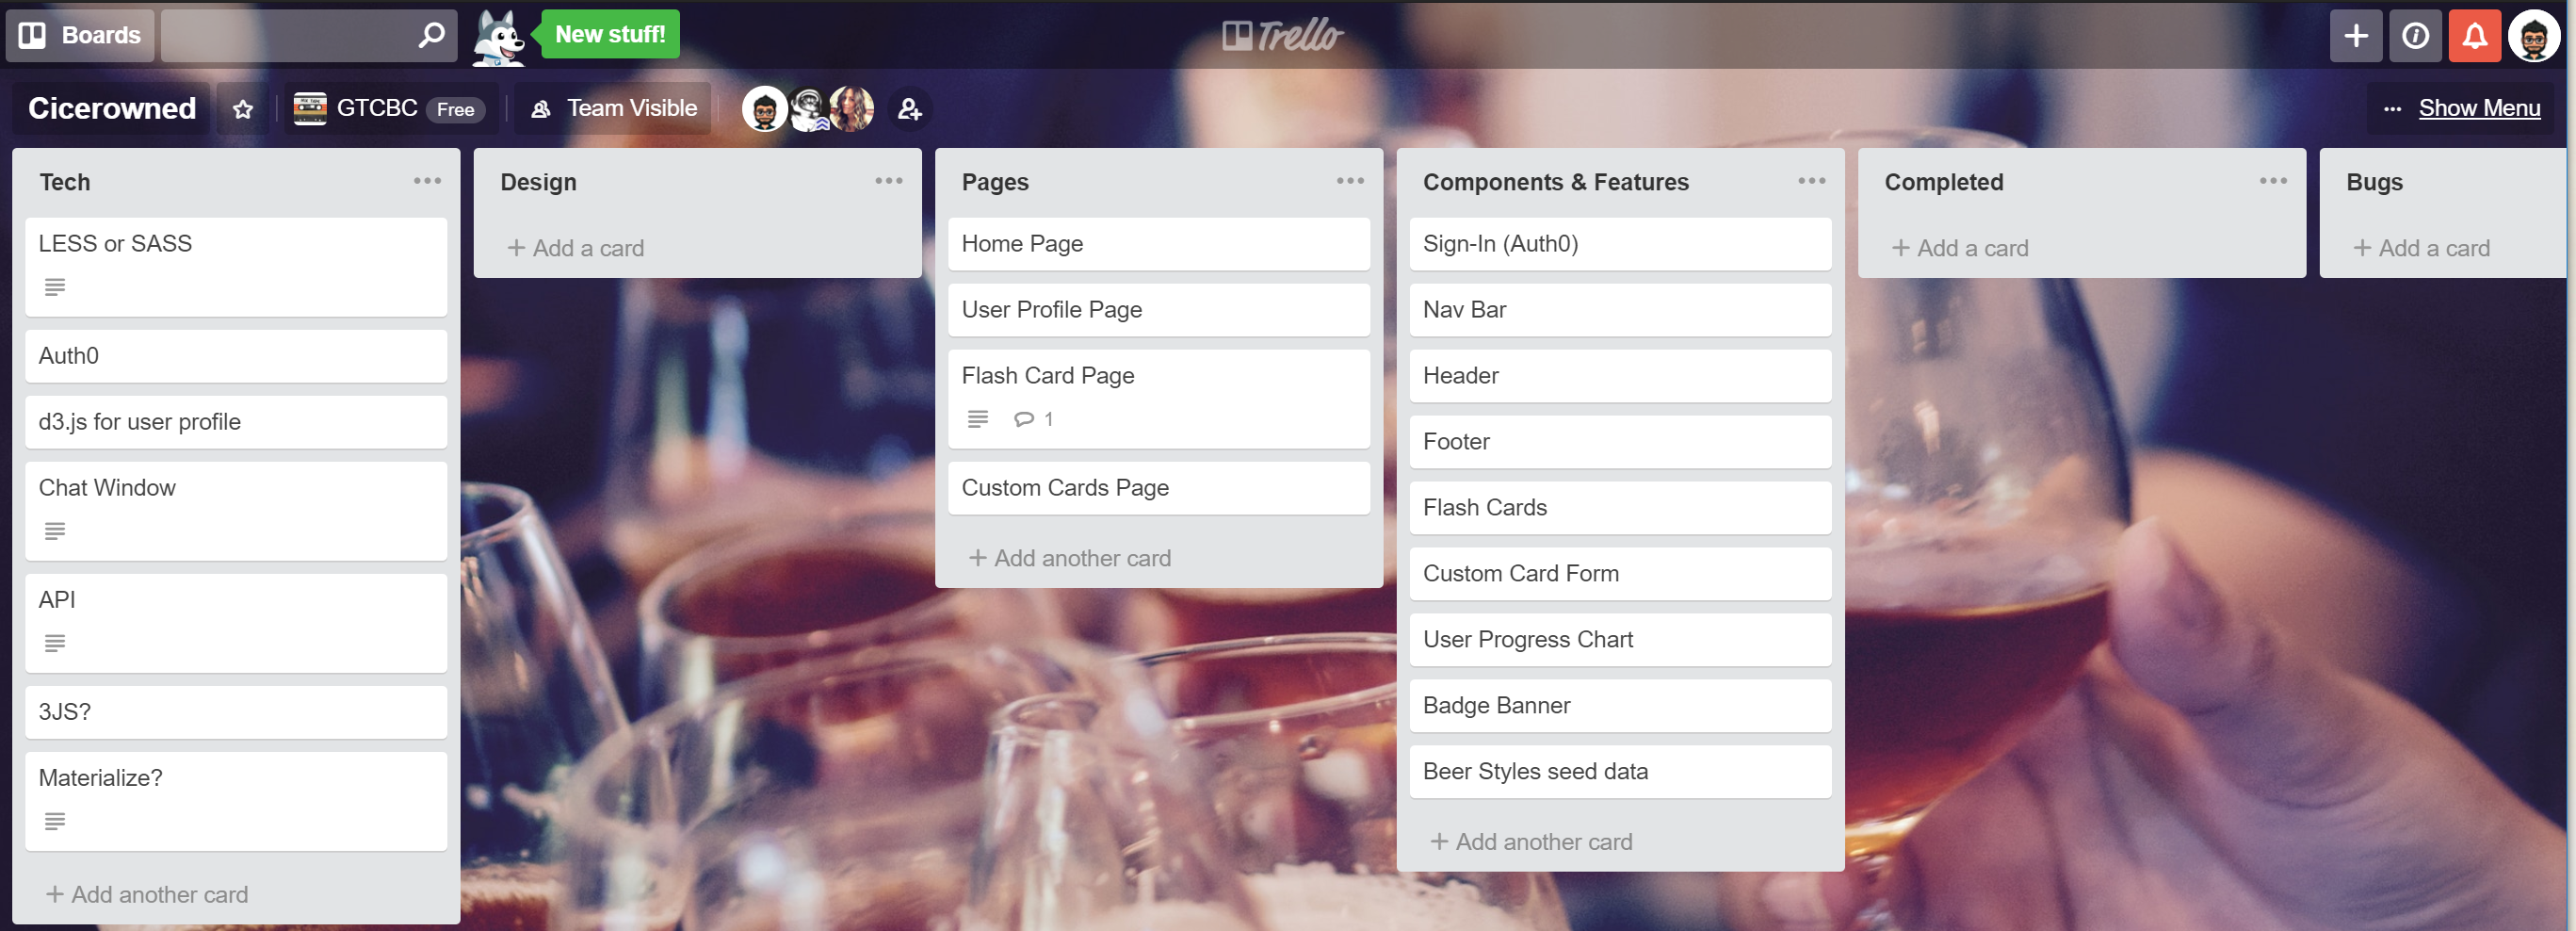 Boards
New stuff!
Trello
Cicerowned
GTCBC Free
Team Visible
Show Menu
Tech
LESS or SASS
Auth0
d3.js for user profile
Chat Window
API
3JS?
Materialize?
+ Add another card
Design
+ Add a card
Pages
Home Page
User Profile Page
Flash Card Page
1
Custom Cards Page
+ Add another card
Components & Features
Sign-In (Auth0)
Nav Bar
Header
Footer
Flash Cards
Custom Card Form
User Progress Chart
Badge Banner
Beer Styles seed data
+ Add another card
Completed
+ Add a card
Bugs
+ Add a card